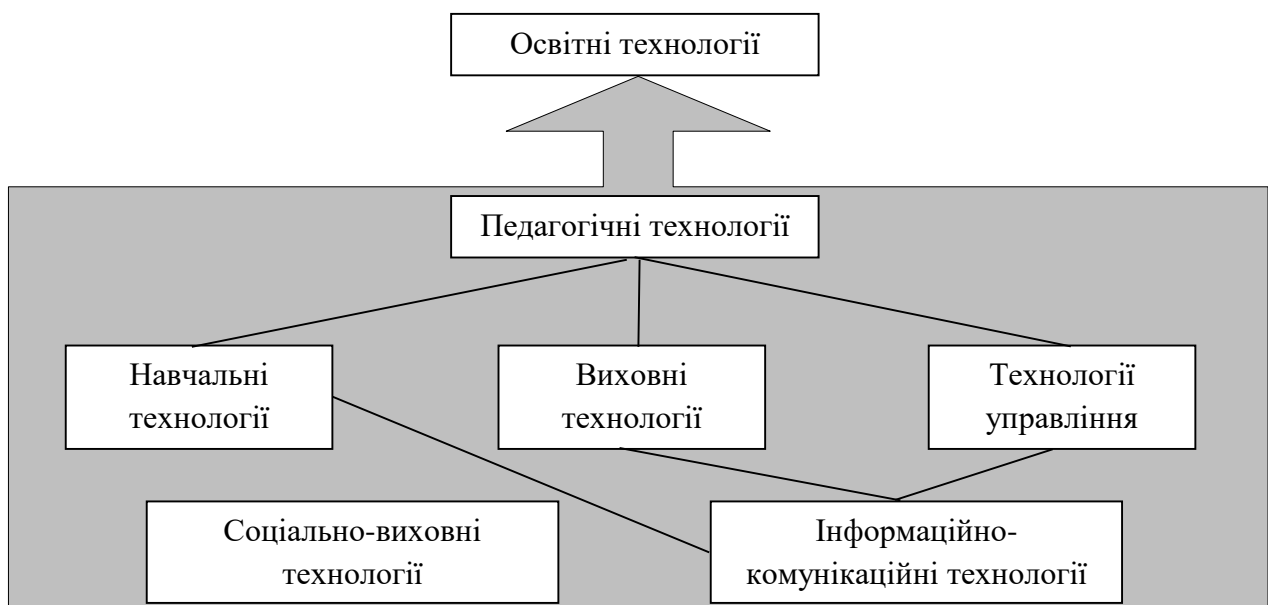 Освітні технології
Педагогічні технології
Навчальні
технології
Виховні
технології
Технології
управління
Соціально-виховні
технології
Інформаційно-
комунікаційні технології